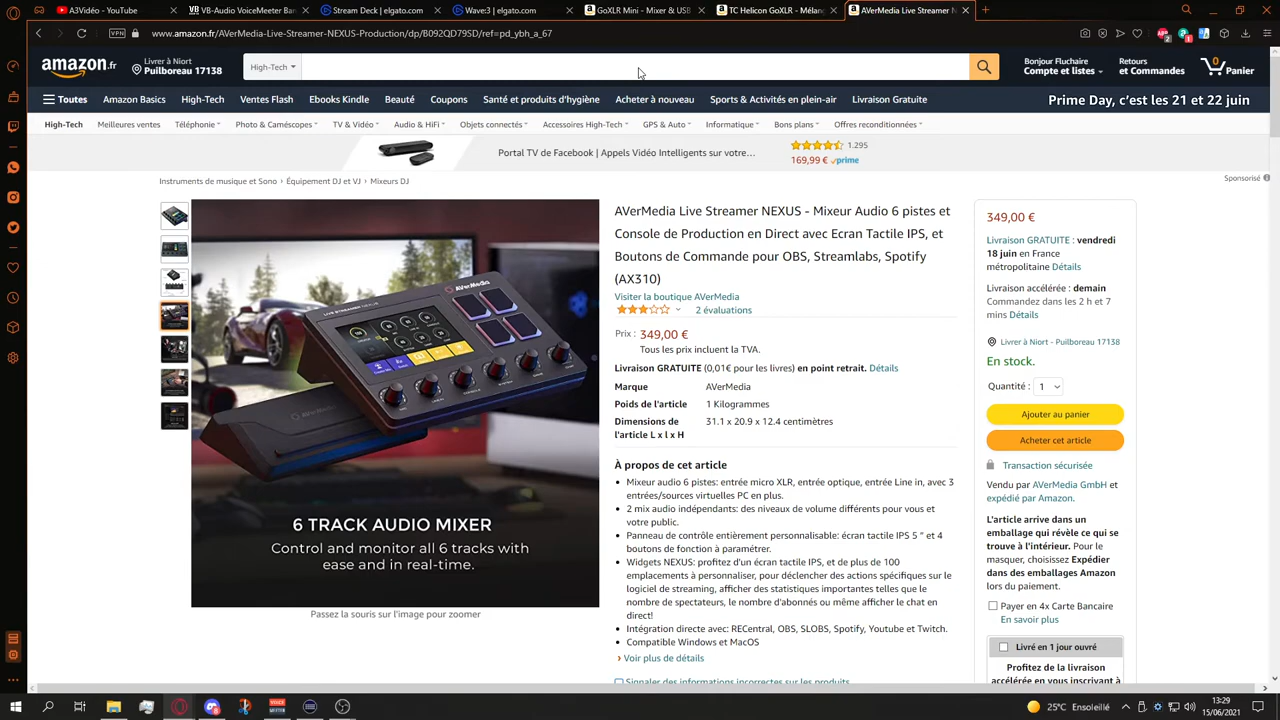 A3Vidéo - YouTube
VB-Audio VoiceMeeter Ban
Stream Deck | elgato.com
Wave3 | elgato.com
GoXLR Mini - Mixer & USB
TC Helicon GoXLR - Mélang
AVerMedia Live Streamer N
VPN
www.amazon.fr/AVerMedia-Live-Streamer-NEXUS-Production/dp/B092QD79SD/ref=pd_ybh_a_67
amazon.fr
Livrer à Niort
Puilboreau 17138
High-Tech
Bonjour Fluchaire
Compte et listes
Retours
et Commandes
0
Panier
Toutes
Amazon Basics
High-Tech
Ventes Flash
Ebooks Kindle
Beauté
Coupons
Santé et produits d'hygiène
Acheter à nouveau
Sports & Activités en plein-air
Livraison Gratuite
Prime Day, c'est les 21 et 22 juin
High-Tech
Meilleures ventes
Téléphonie
Photo & Caméscopes
TV & Vidéo
Audio & HiFi
Objets connectés
Accessoires High-Tech
GPS & Auto
Informatique
Bons plans
Offres reconditionnées
Portal TV de Facebook | Appels Vidéo Intelligents sur votre…
1.295
169,99 € prime
Instruments de musique et Sono › Équipement DJ et VJ › Mixeurs DJ
Sponsorisé
AVerMedia Live Streamer NEXUS - Mixeur Audio 6 pistes et
Console de Production en Direct avec Ecran Tactile IPS, et
Boutons de Commande pour OBS, Streamlabs, Spotify
(AX310)
Visiter la boutique AVerMedia
2 évaluations
Prix : 349,00 €
Tous les prix incluent la TVA.
Livraison GRATUITE (0,01€ pour les livres) en point retrait. Détails
Marque AVerMedia
Poids de l'article 1 Kilogrammes
Dimensions de
l'article L x l x H
31.1 x 20.9 x 12.4 centimètres
À propos de cet article
Mixeur audio 6 pistes: entrée micro XLR, entrée optique, entrée Line in, avec 3
entrées/sources virtuelles PC en plus.
2 mix audio indépendants: des niveaux de volume différents pour vous et
votre public.
Panneau de contrôle entièrement personnalisable: écran tactile IPS 5 " et 4
boutons de fonction à paramétrer.
Widgets NEXUS: profitez d'un écran tactile IPS, et de plus de 100
emplacements à personnaliser, pour déclencher des actions spécifiques sur le
logiciel de streaming, afficher des statistiques importantes telles que le
nombre de spectateurs, le nombre d'abonnés ou même afficher le chat en
direct!
Intégration directe avec: RECentral, OBS, SLOBS, Spotify, Youtube et Twitch.
Compatible Windows et MacOS
› Voir plus de détails
Signaler des informations incorrectes sur les produits
AVerMedia
LIVE STREAMER NEXUS
AVerMedia
6 TRACK AUDIO MIXER
Control and monitor all 6 tracks with
ease and in real-time.
Passez la souris sur l'image pour zoomer
349,00 €
Livraison GRATUITE : vendredi
18 juin en France
métropolitaine Détails
Livraison accélérée : demain
Commandez dans les 2 h et 7
mins Détails
Livrer à Niort - Puilboreau 17138
En stock.
Quantité : 1
Ajouter au panier
Acheter cet article
Transaction sécurisée
Vendu par AVerMedia GmbH et
expédié par Amazon.
L'article arrive dans un
emballage qui révèle ce qui se
trouve à l'intérieur. Pour le
masquer, choisissez Expédier
dans des emballages Amazon
lors du paiement.
Payer en 4x Carte Bancaire
En savoir plus
Livré en 1 jour ouvré
Profitez de la livraison
accélérée en vous inscrivant à
25°C Ensoleillé
13:29
15/06/2021